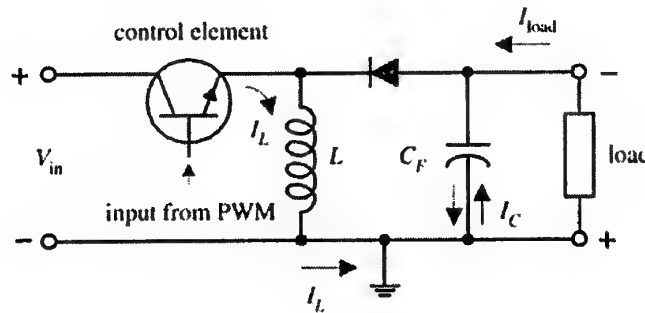 control element
I_load
+
−
I_L
V_in
L
C_F
load
input from PWM
I_C
−
+
I_L